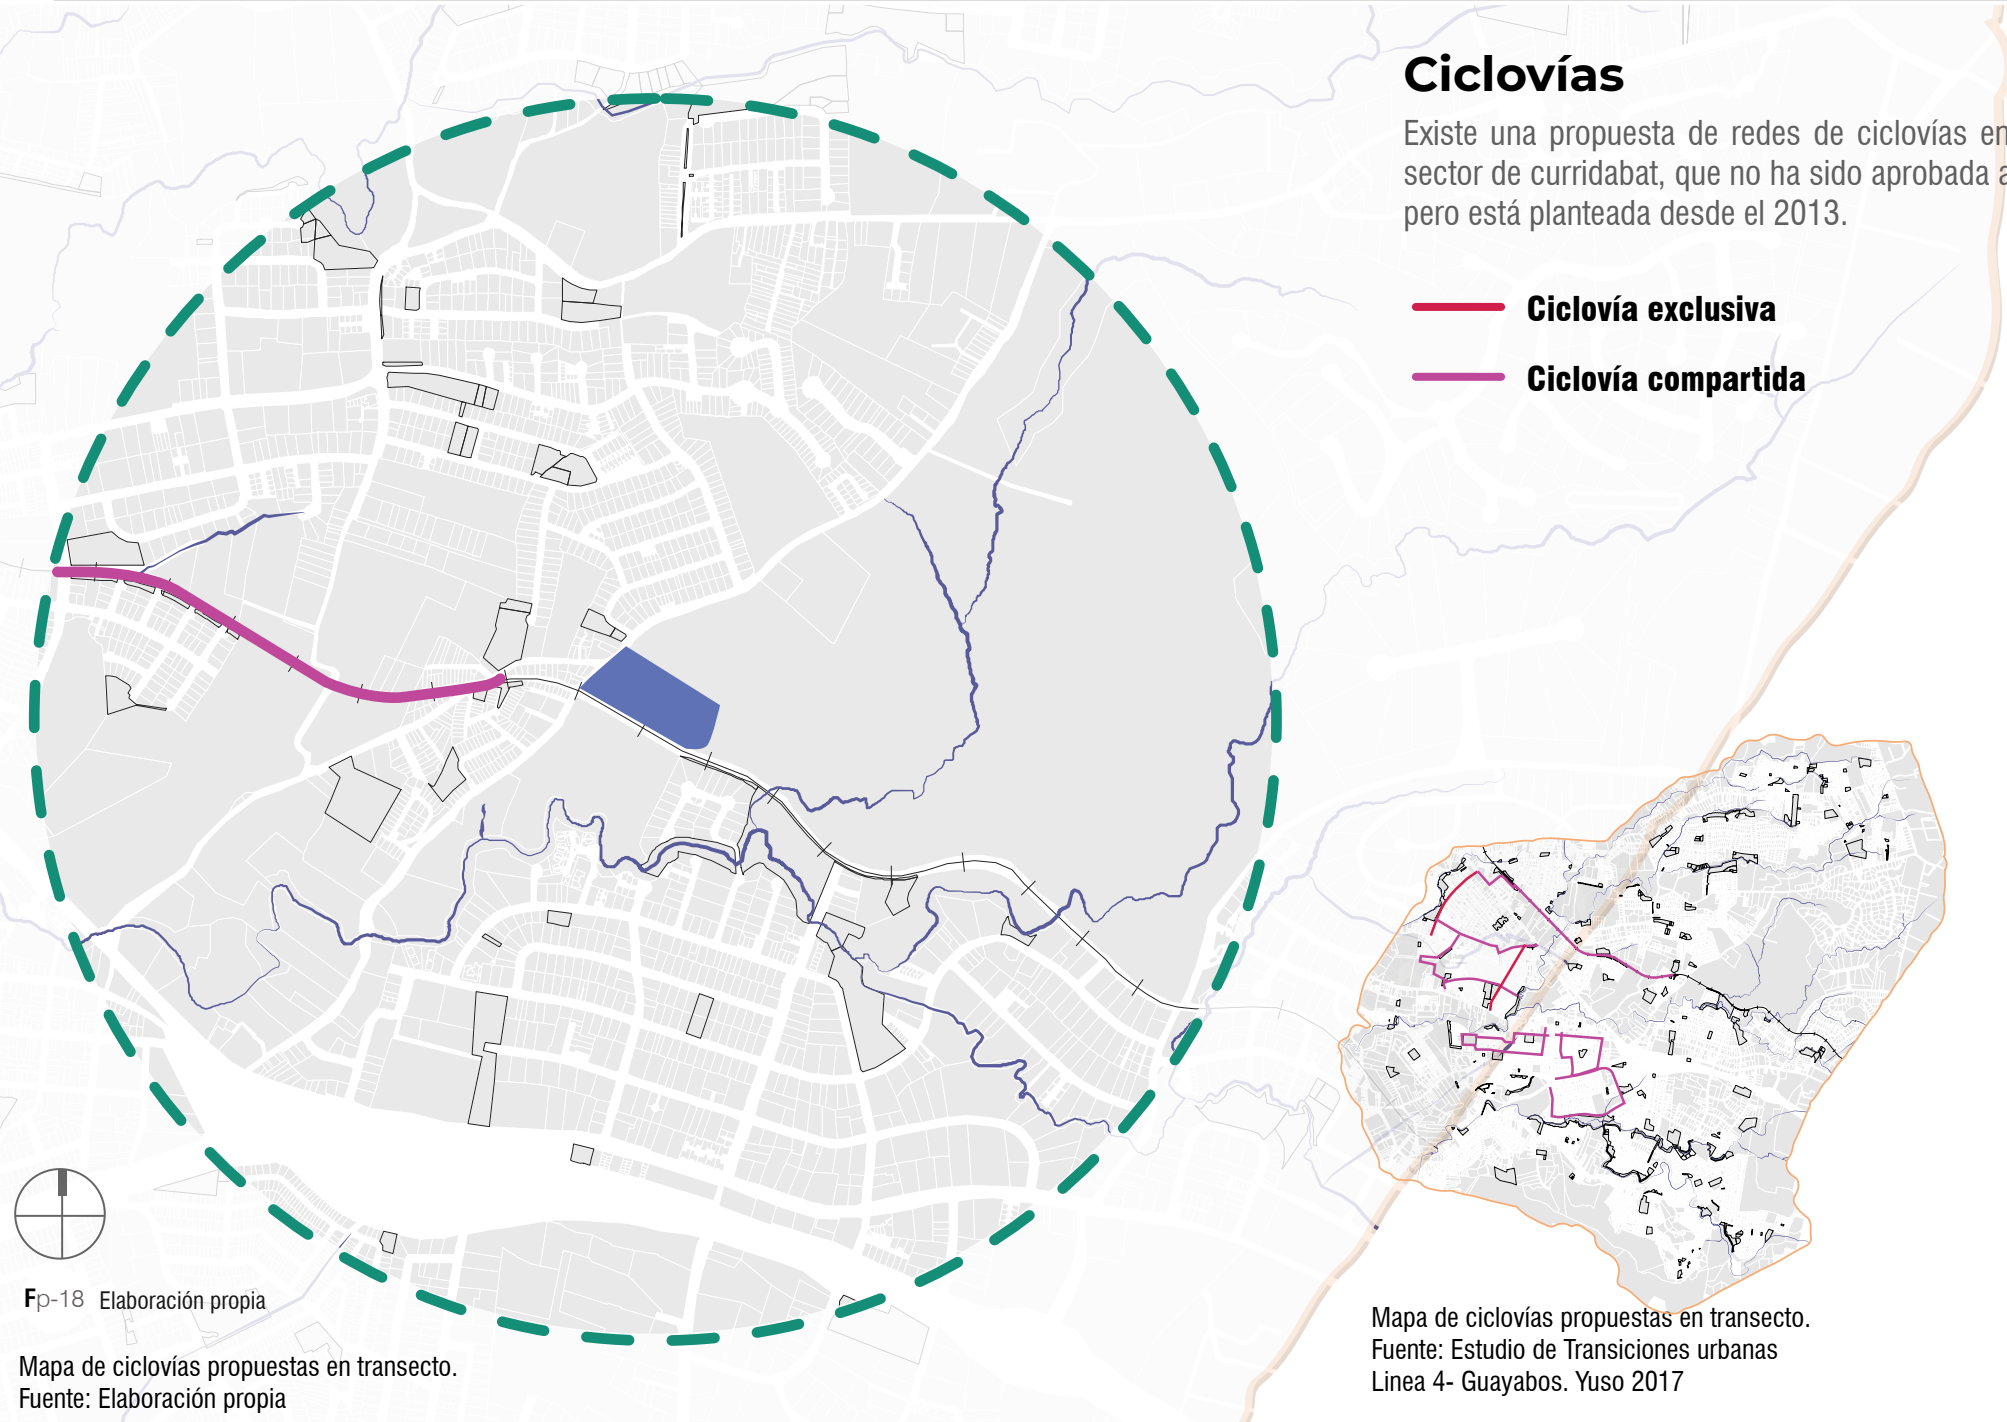 Ciclovías
Existe una propuesta de redes de ciclovías en
sector de curridabat, que no ha sido aprobada a
pero está planteada desde el 2013.
Ciclovía exclusiva
Ciclovía compartida
Fp-18 Elaboración propia
Mapa de ciclovías propuestas en transecto.
Fuente: Elaboración propia
Mapa de ciclovías propuestas en transecto.
Fuente: Estudio de Transiciones urbanas
Linea 4- Guayabos. Yuso 2017